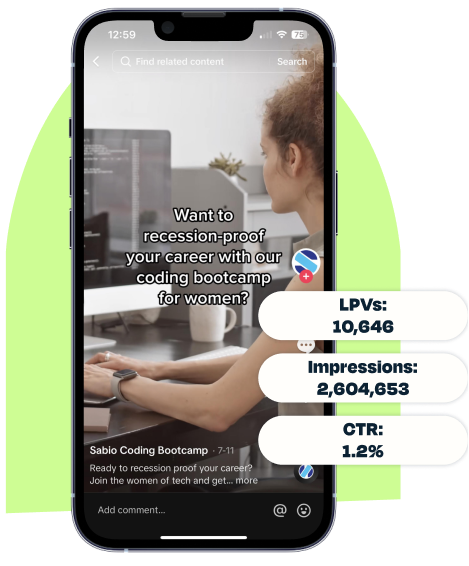 12:59
75
Find related content
Search
Want to
recession-proof
your career with our
coding bootcamp
for women?
LPVs:
10,646
Impressions:
2,604,653
CTR:
1.2%
Sabio Coding Bootcamp · 7-11
Ready to recession proof your career?
Join the women of tech and get... more
Add comment...
@